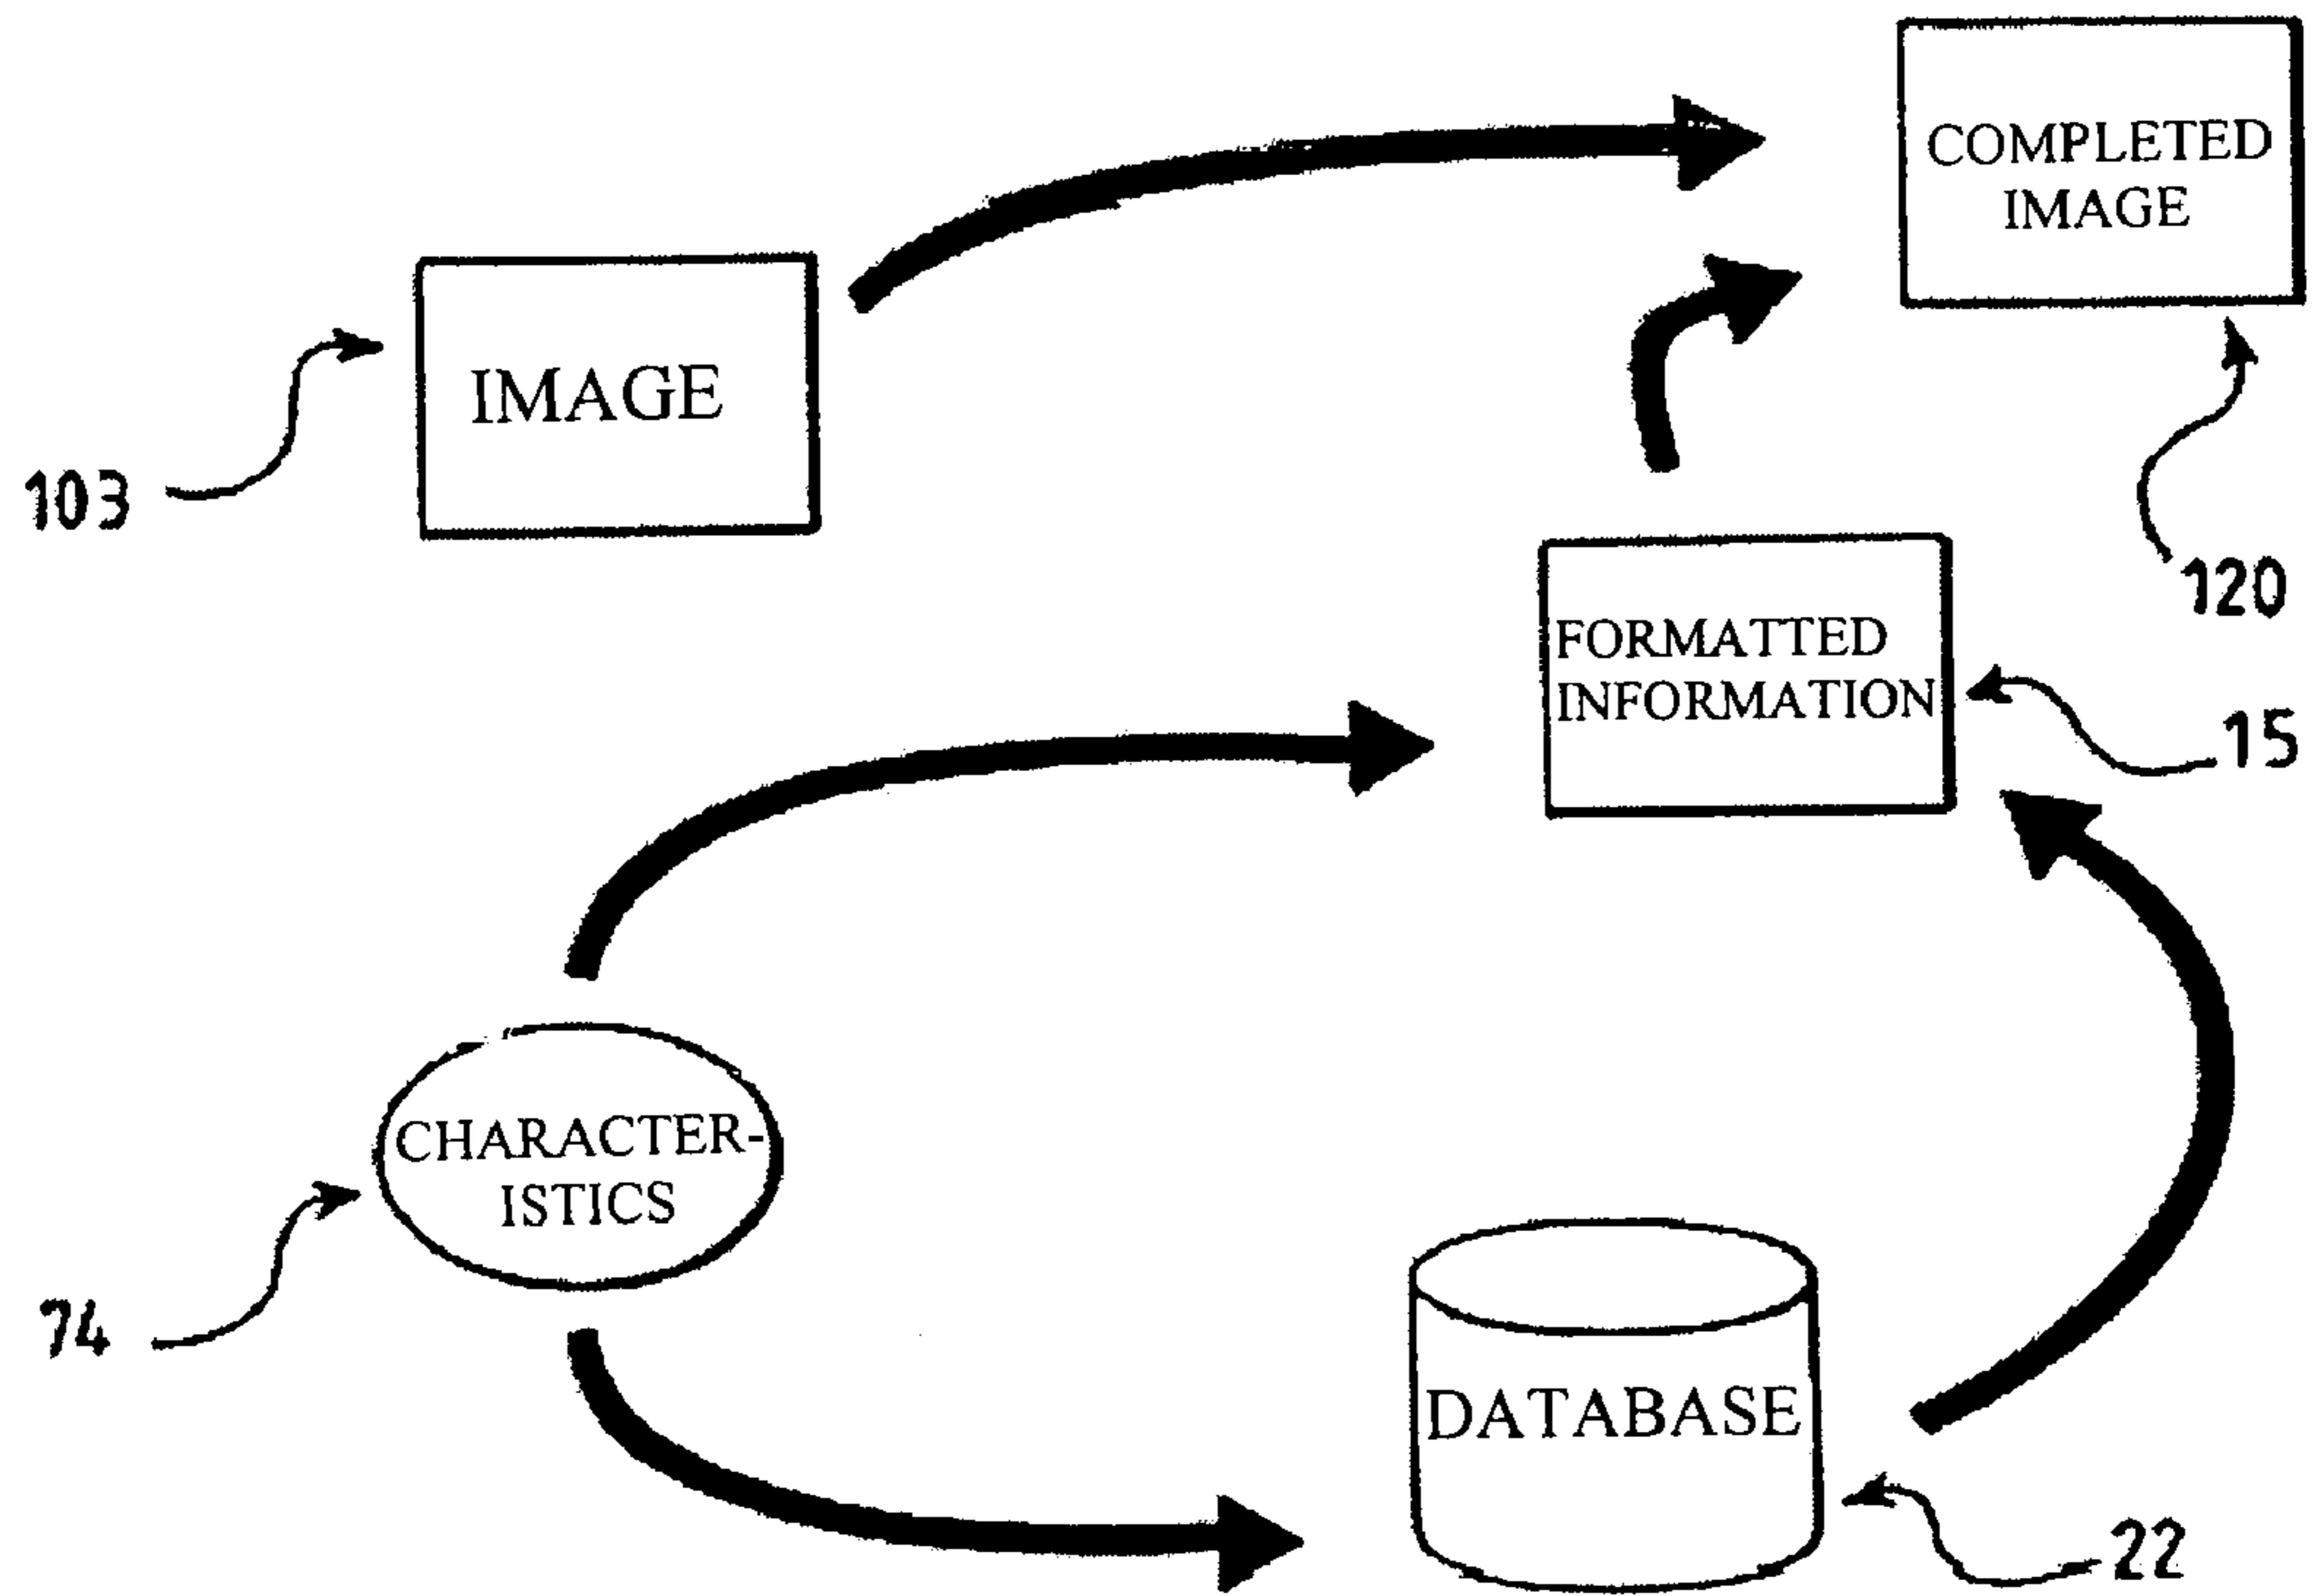 COMPLETED
IMAGE
IMAGE
103
120
FORMATTED
INFORMATION
15
CHARACTER-
ISTICS
74
DATABASE
22